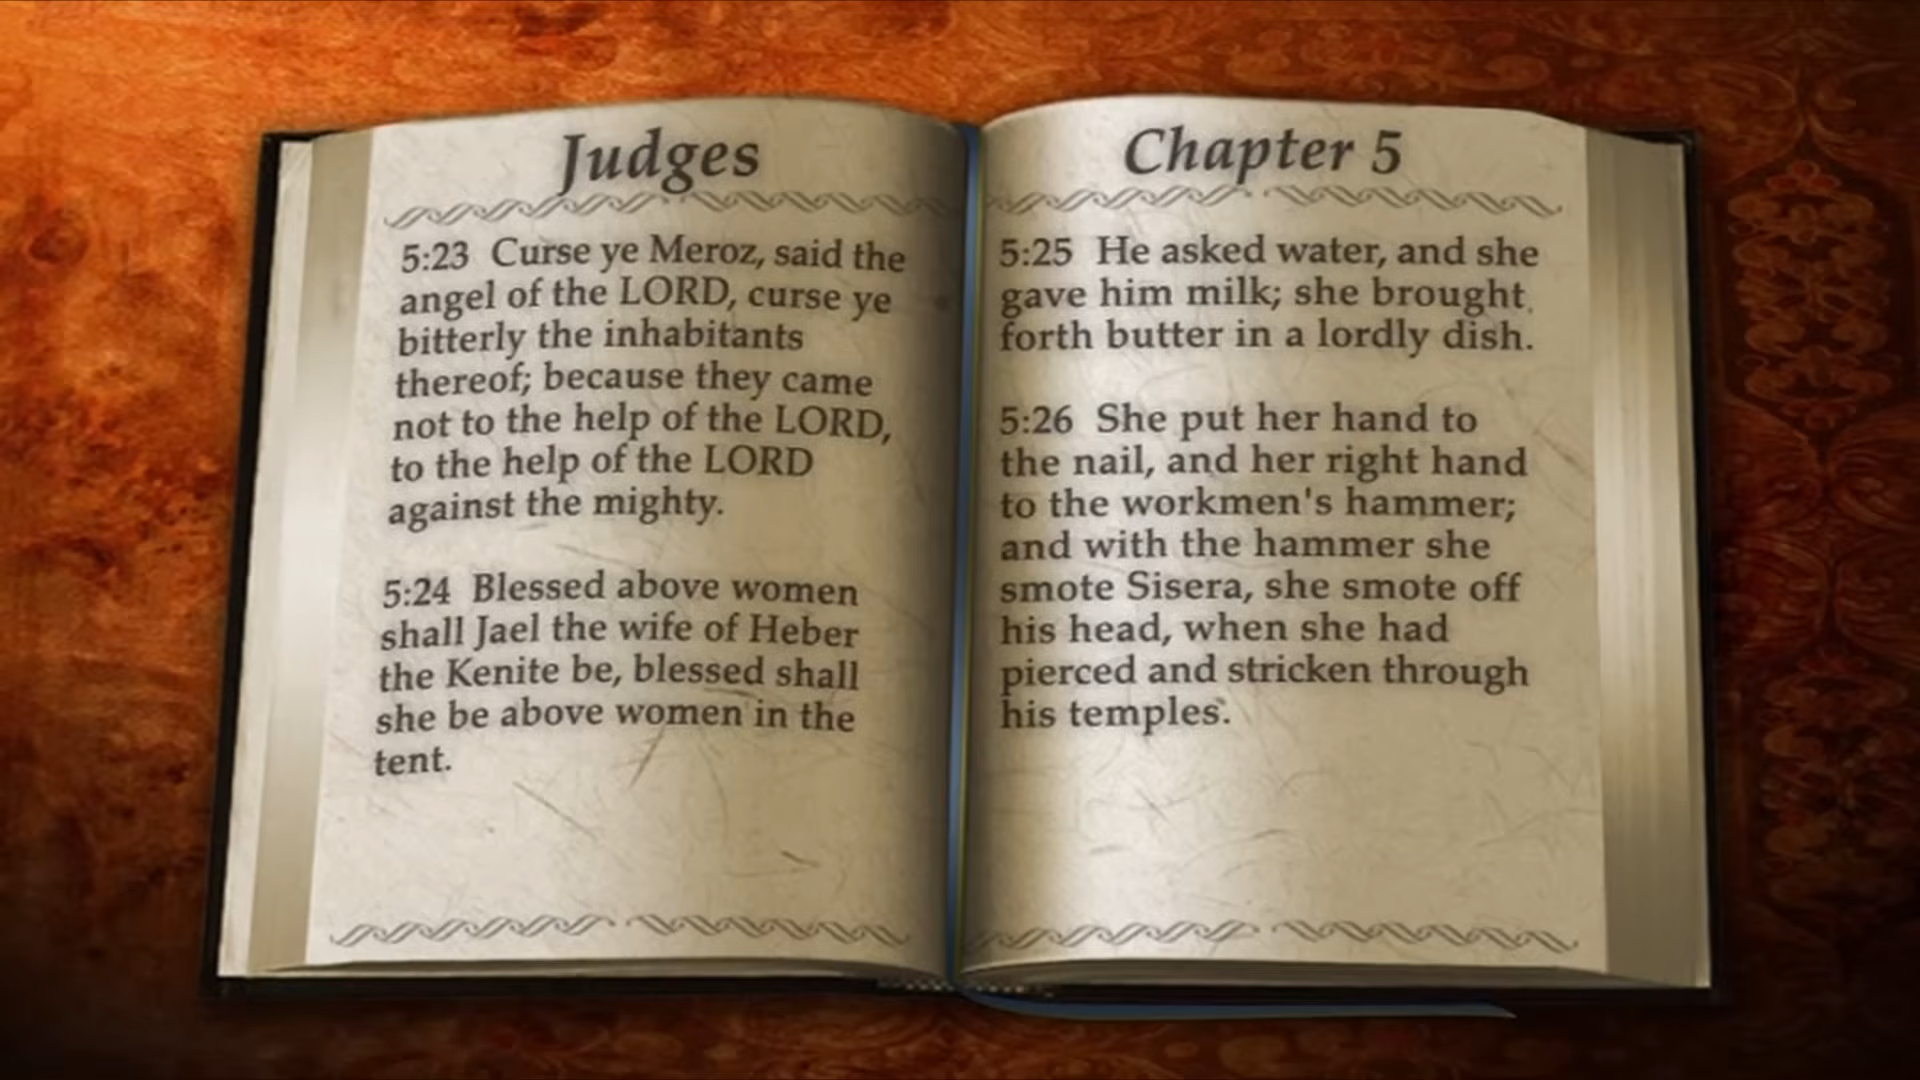 Judges
5:23 Curse ye Meroz, said the
angel of the LORD, curse ye
bitterly the inhabitants
thereof; because they came
not to the help of the LORD,
to the help of the LORD
against the mighty.
5:24 Blessed above women
shall Jael the wife of Heber
the Kenite be, blessed shall
she be above women in the
tent.
Chapter 5
5:25 He asked water, and she
gave him milk; she brought
forth butter in a lordly dish.
5:26 She put her hand to
the nail, and her right hand
to the workmen's hammer;
and with the hammer she
smote Sisera, she smote off
his head, when she had
pierced and stricken through
his temples.